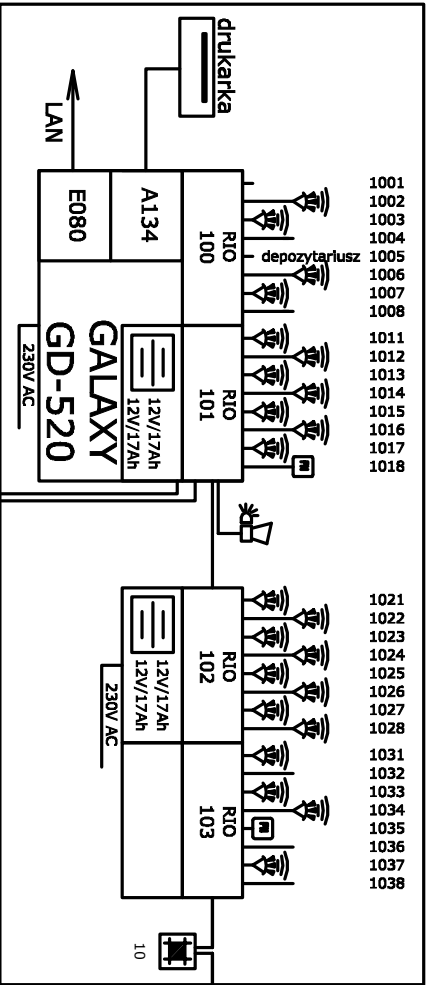 drukarka
LAN
1001
1002
1003
1004
depozytariusz 1005
1006
1007
1008
1011
1012
1013
1014
1015
1016
1017
1018
1021
1022
1023
1024
1025
1026
1027
1028
1031
1032
1033
1034
1035
1036
1037
1038
E080
A134
RIO
100
RIO
101
12V/17Ah
12V/17Ah
GALAXY
GD-520
230V AC
RIO
102
12V/17Ah
12V/17Ah
230V AC
RIO
103
10